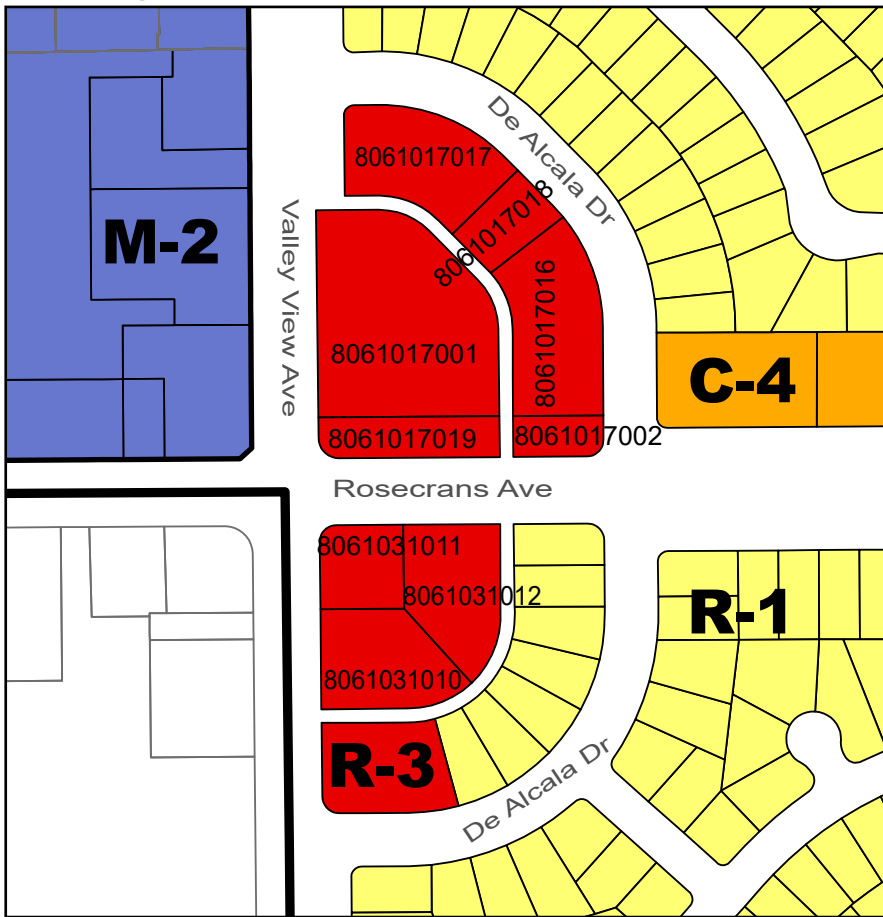 De Alcala Dr
8061017017
8061017018
Valley View Ave
M-2
8061017016
8061017001
C-4
8061017019
8061017002
Rosecrans Ave
8061031011
8061031012
R-1
8061031010
R-3
De Alcala Dr